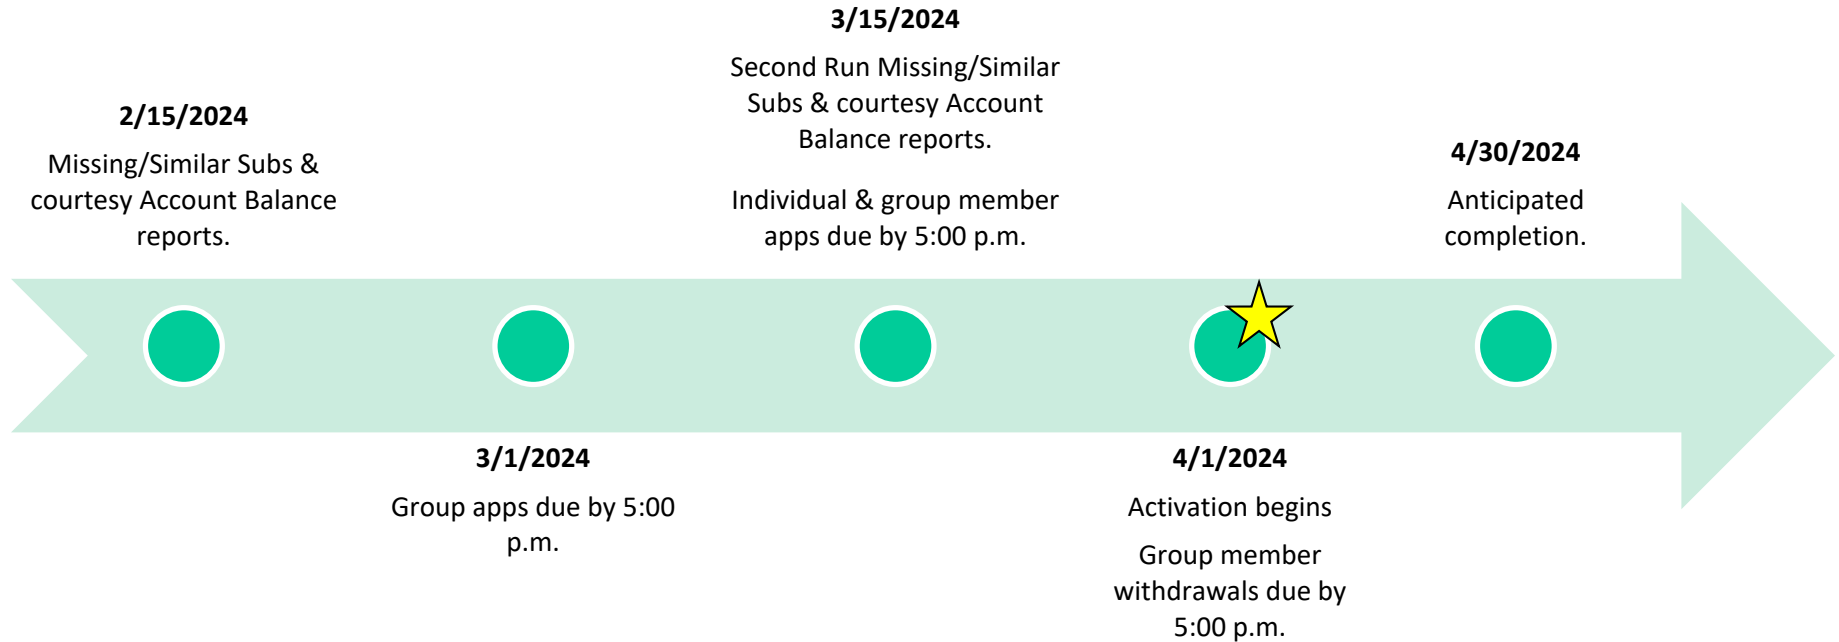 2/15/2024
Missing/Similar Subs &
courtesy Account Balance
reports.
3/1/2024
Group apps due by 5:00
p.m.
3/15/2024
Second Run Missing/Similar
Subs & courtesy Account
Balance reports.
Individual & group member
apps due by 5:00 p.m.
4/1/2024
Activation begins
Group member
withdrawals due by
5:00 p.m.
4/30/2024
Anticipated
completion.